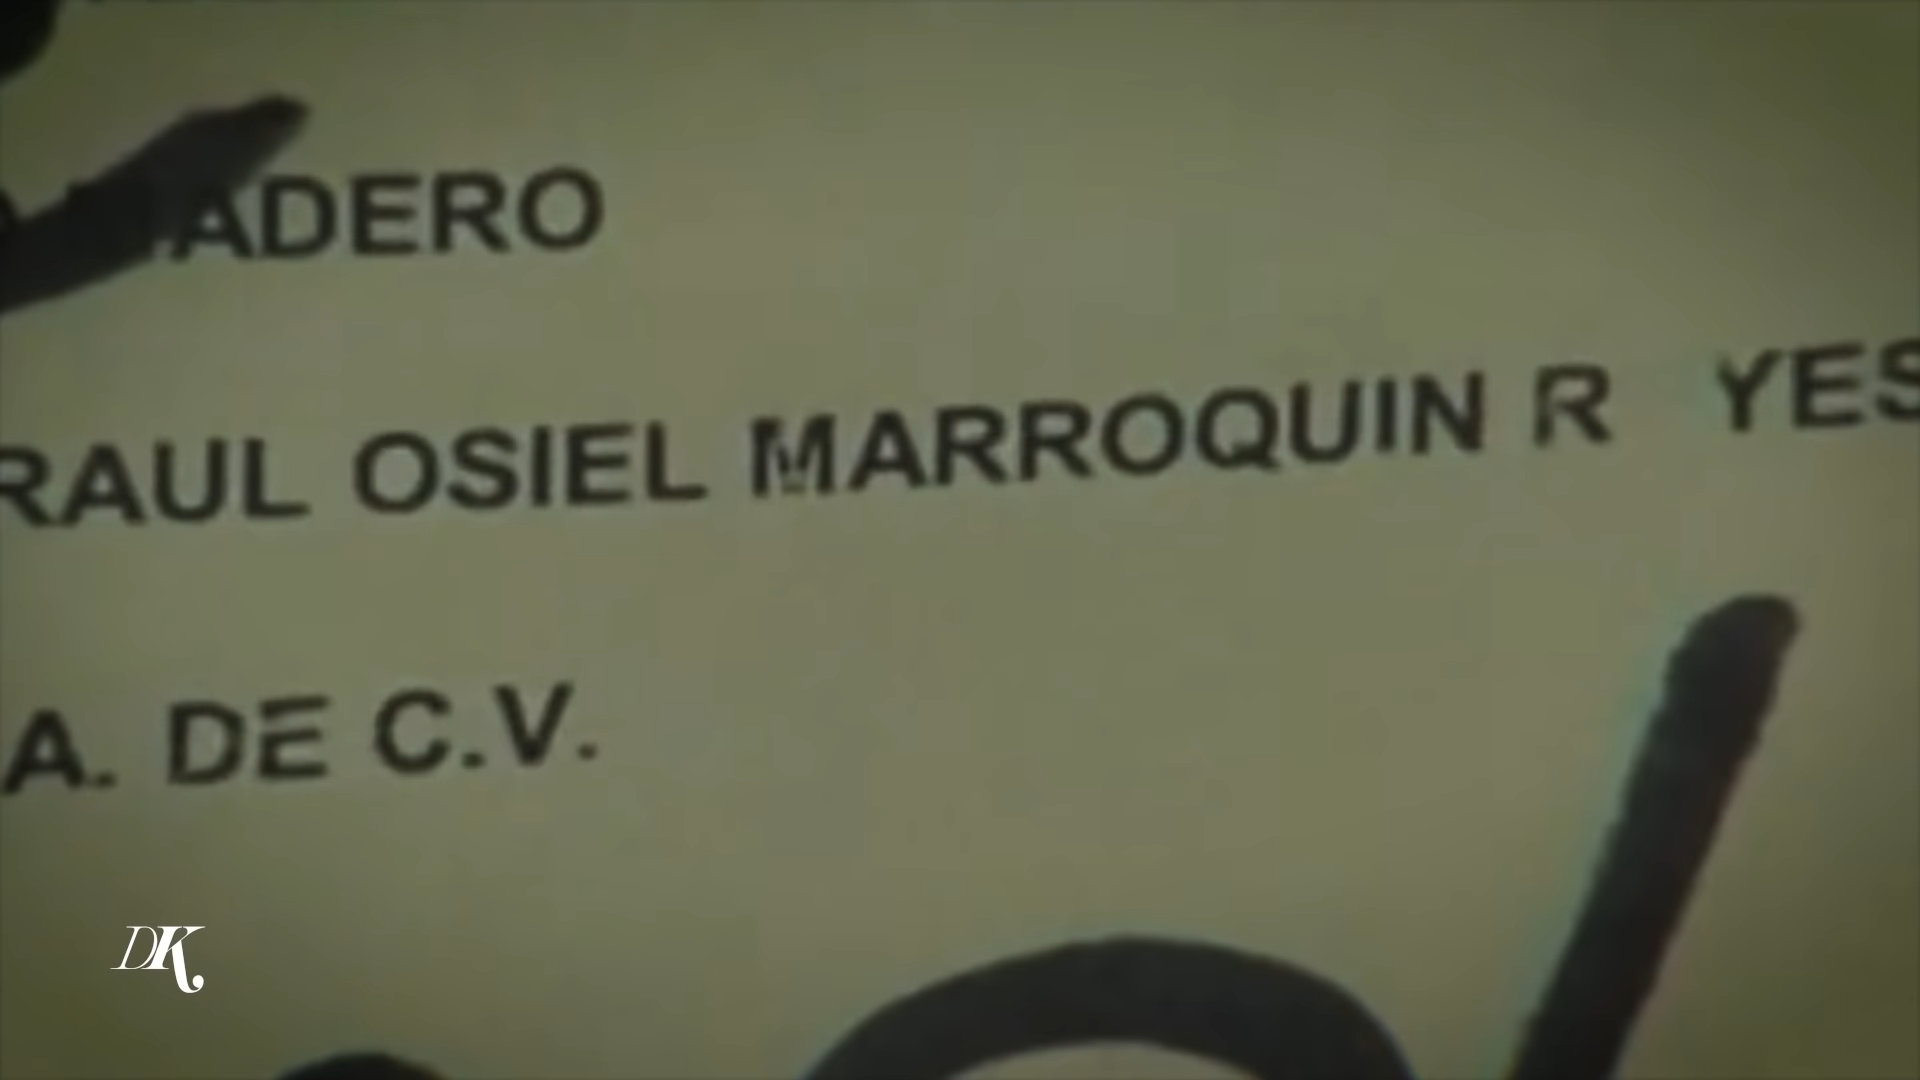 ADERO
RAUL OSIEL MARROQUIN R YES
A. DE C.V.
DK